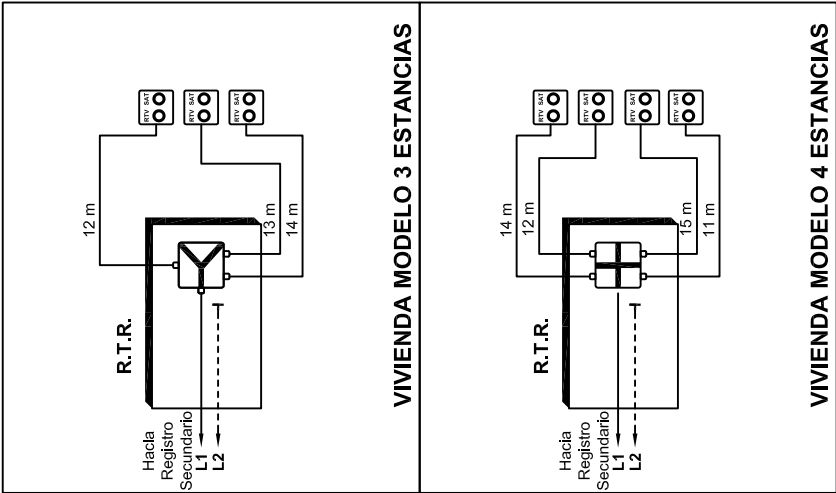 VIVIENDA MODELO 3 ESTANCIAS
RTV SAT
RTV SAT
RTV SAT
12 m
13 m
14 m
R.T.R.
Hacia
Registro
Secundario
L1
L2
VIVIENDA MODELO 4 ESTANCIAS
RTV SAT
RTV SAT
RTV SAT
RTV SAT
14 m
12 m
15 m
11 m
R.T.R.
Hacia
Registro
Secundario
L1
L2